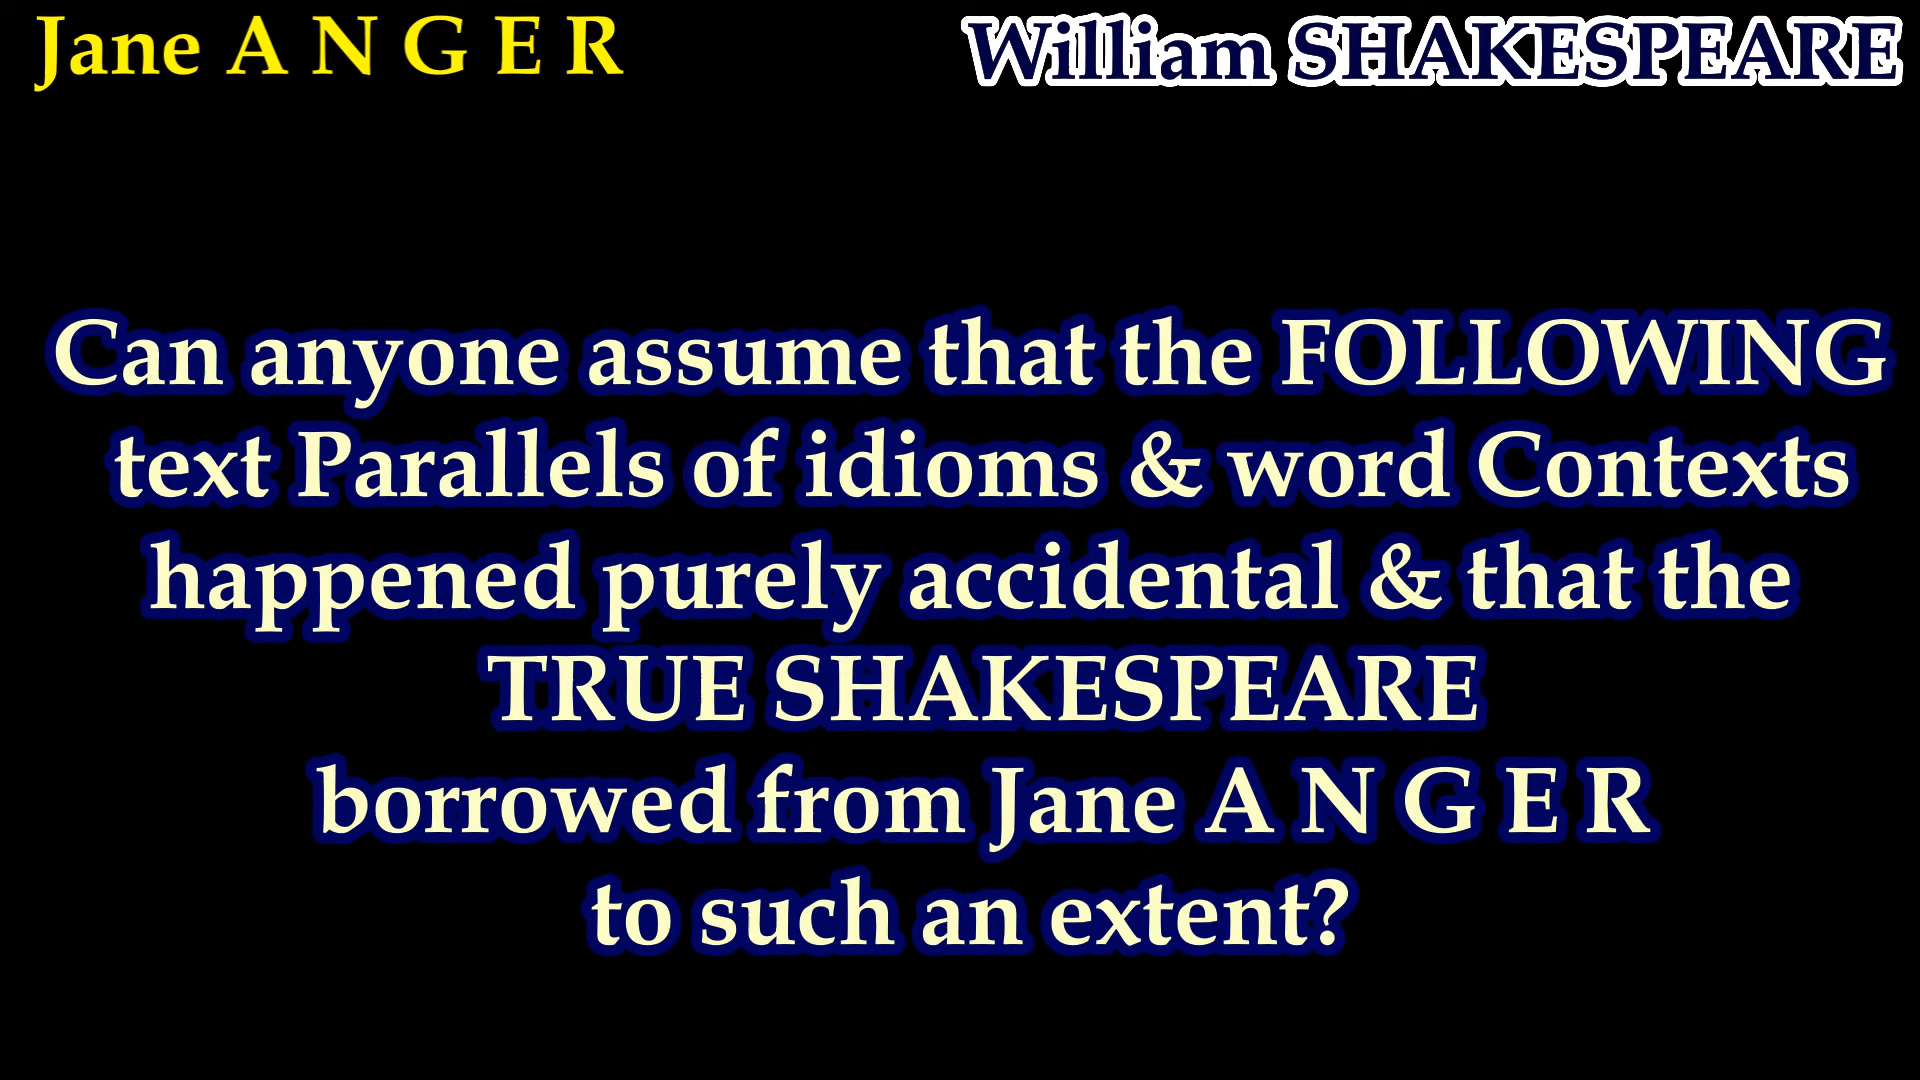 Jane A N G E R
William SHAKESPEARE
Can anyone assume that the FOLLOWING
text Parallels of idioms & word Contexts
happened purely accidental & that the
TRUE SHAKESPEARE
borrowed from Jane A N G E R
to such an extent?